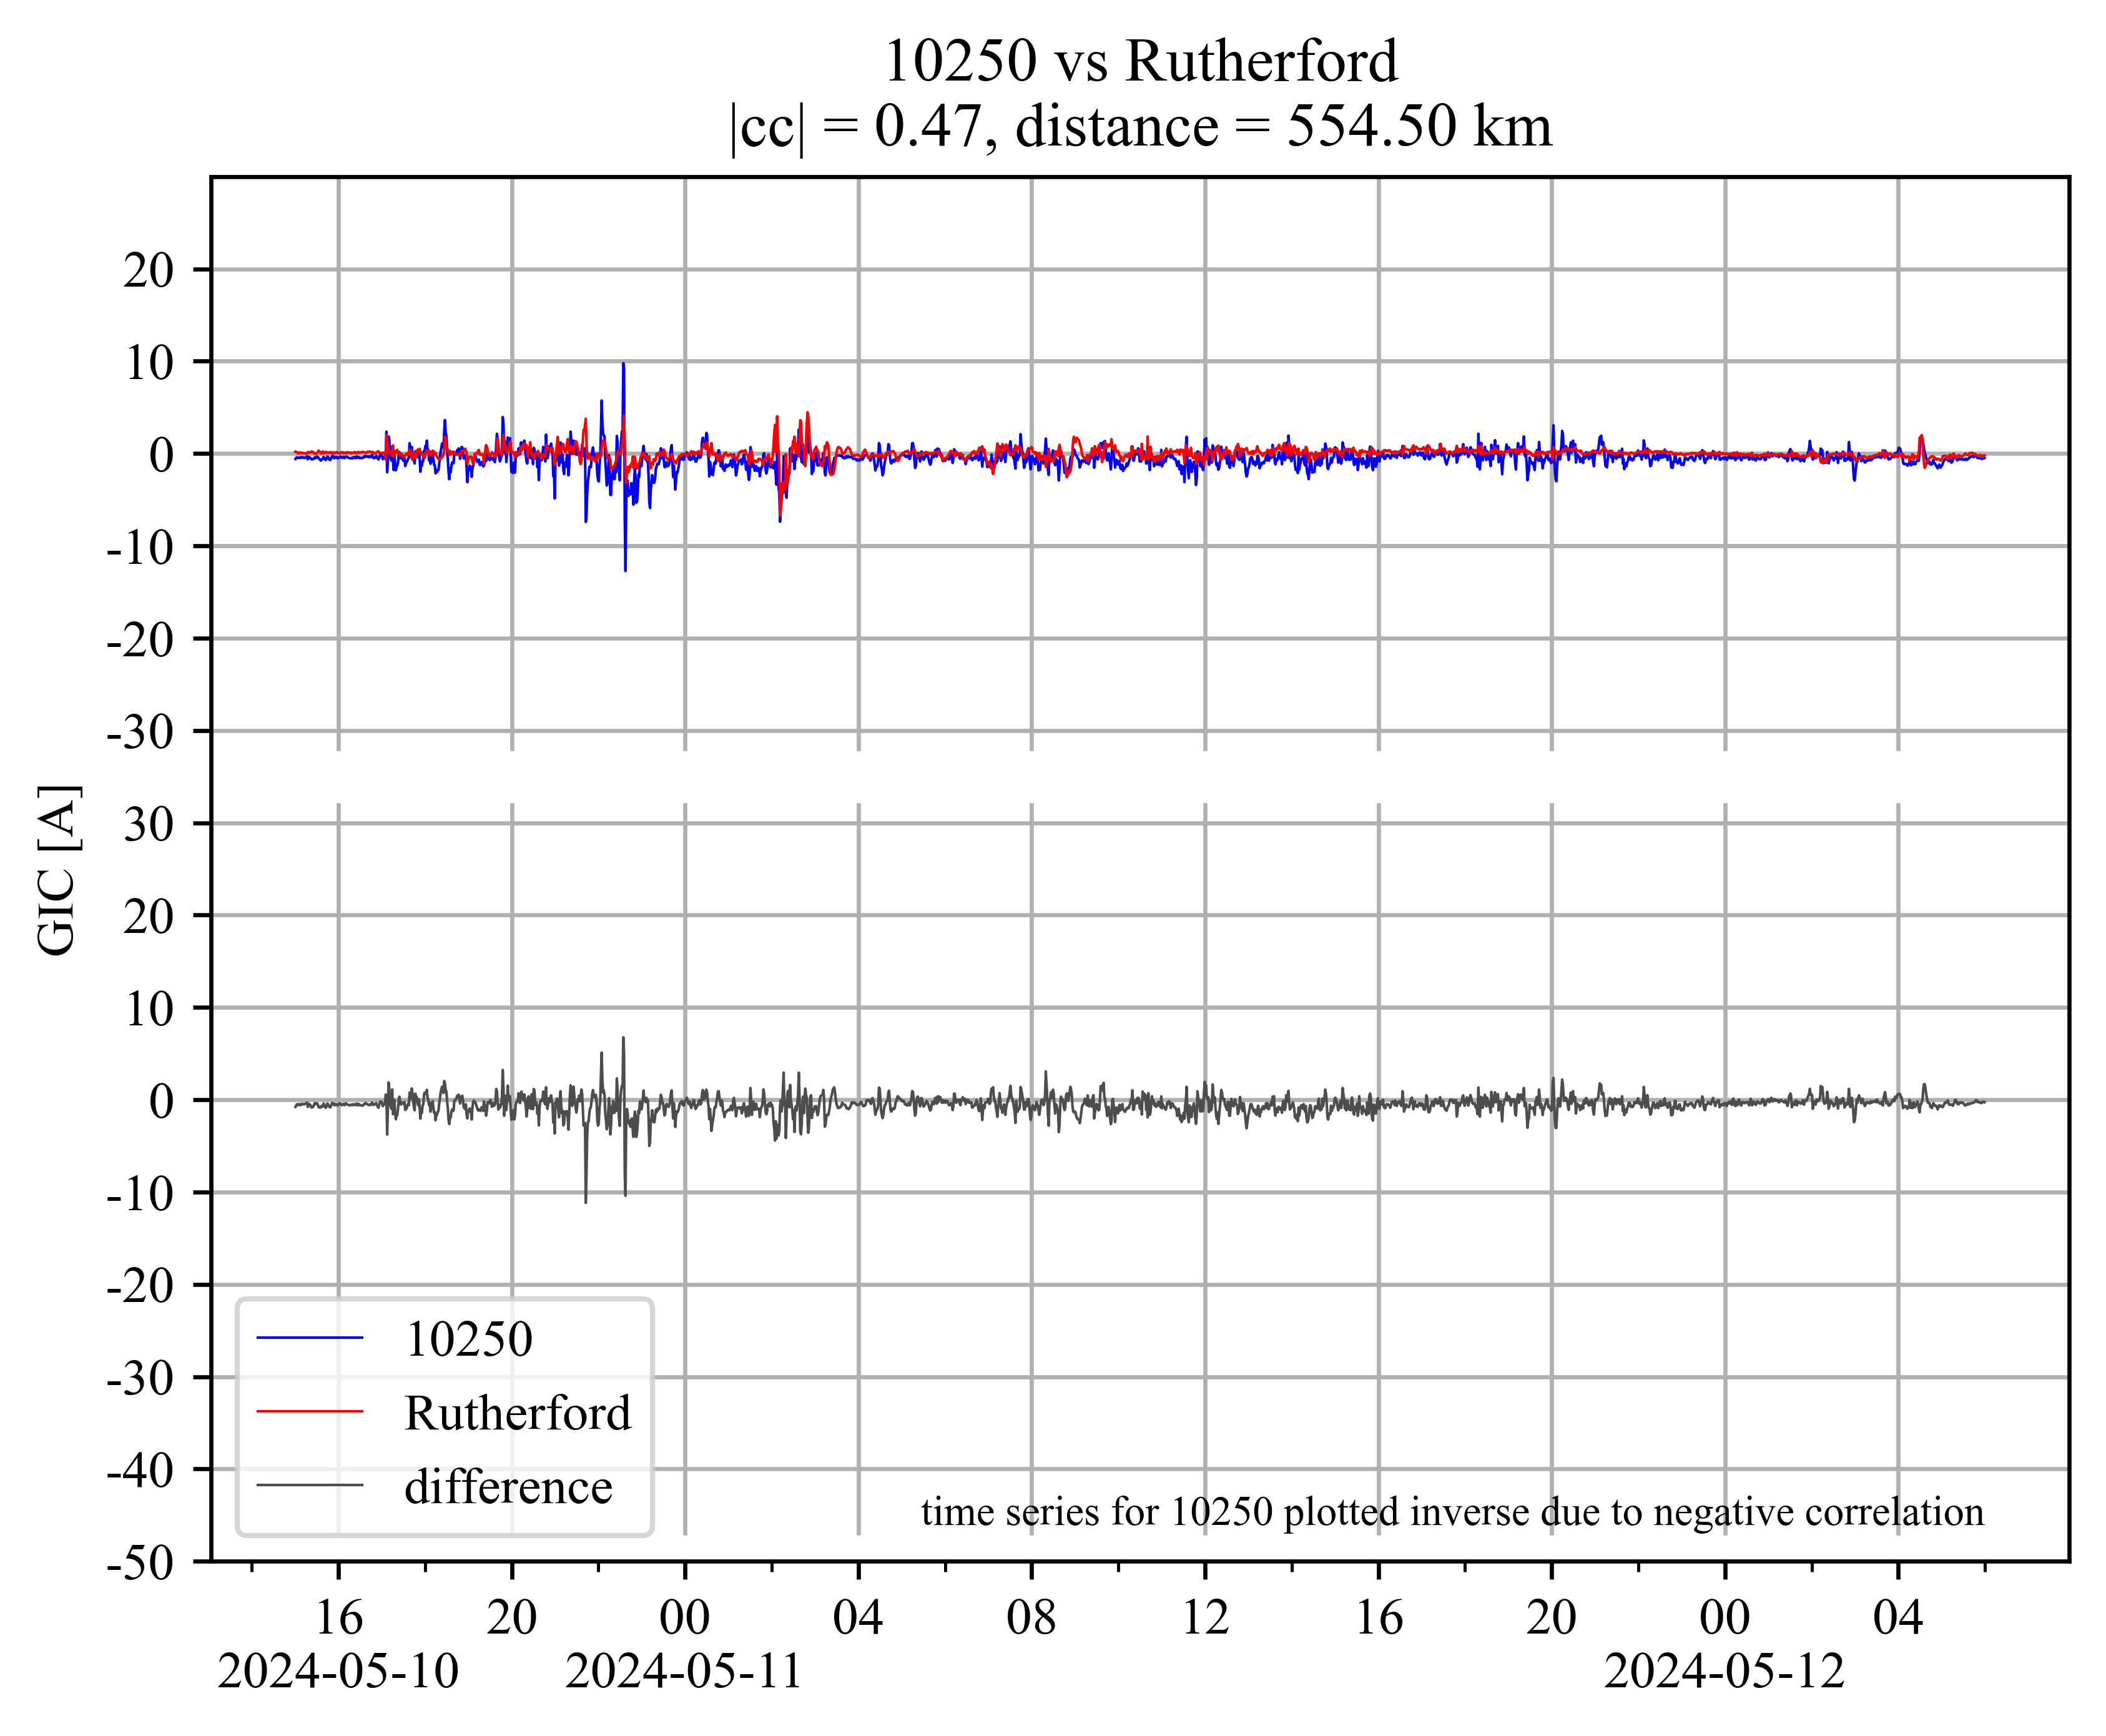 10250 vs Rutherford
|cc| = 0.47, distance = 554.50 km
20
10
0
-10
-20
-30
30
20
10
0
-10
-20
-30
-40
-50
GIC [A]
10250
Rutherford
difference
time series for 10250 plotted inverse due to negative correlation
16 20 00 04 08 12 16 20 00 04
2024-05-10 2024-05-11 2024-05-12